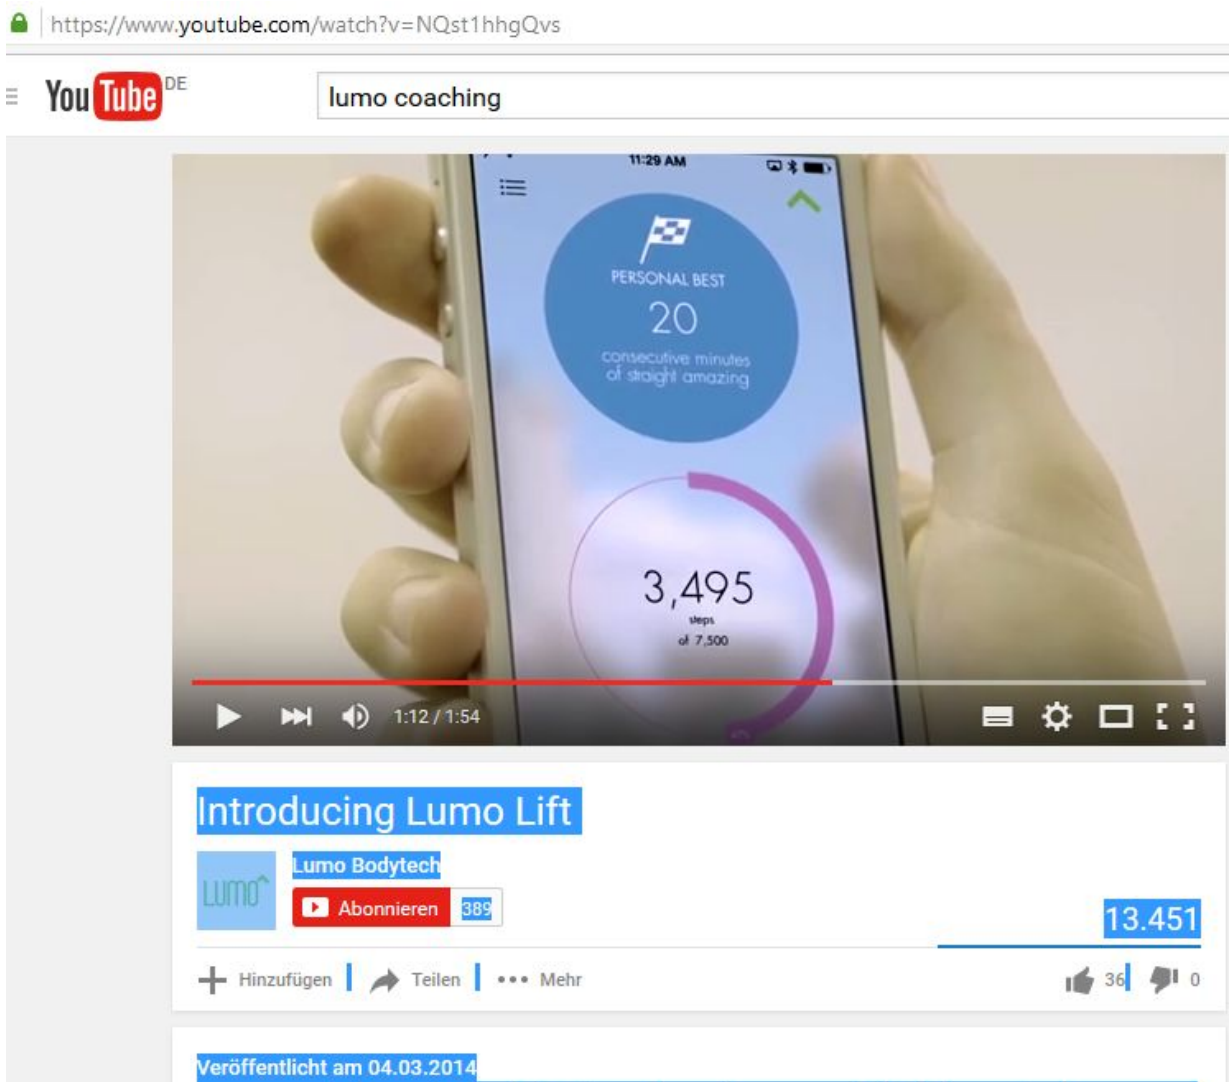 https://www.youtube.com/watch?v=NQst1hhgQvs
YouTube DE
lumo coaching
11:29 AM
PERSONAL BEST
20
consecutive minutes
of straight amazing
3,495
steps
of 7,500
1:12 / 1:54
Introducing Lumo Lift
Lumo Bodytech
LUMO
Abonnieren 389
13.451
Hinzufügen Teilen Mehr 36 0
Veröffentlicht am 04.03.2014